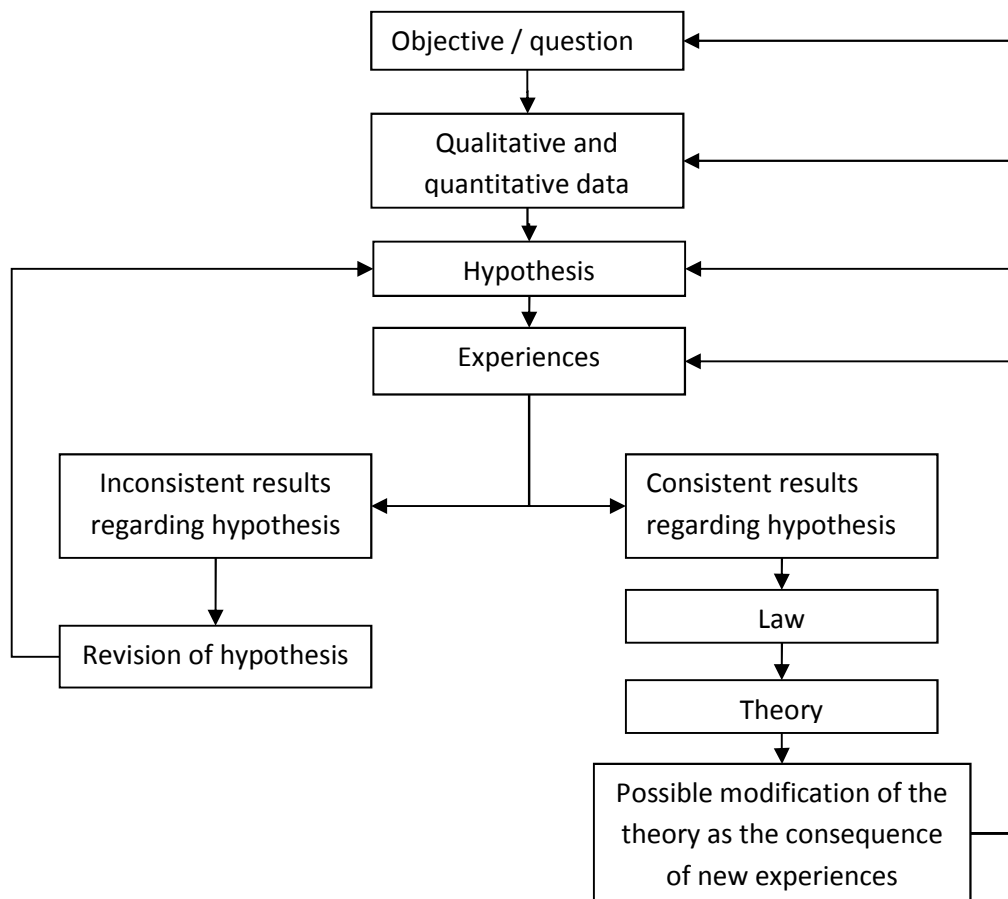 Objective / question
Qualitative and
quantitative data
Hypothesis
Experiences
Inconsistent results
regarding hypothesis
Revision of hypothesis
Consistent results
regarding hypothesis
Law
Theory
Possible modification of the
theory as the consequence
of new experiences